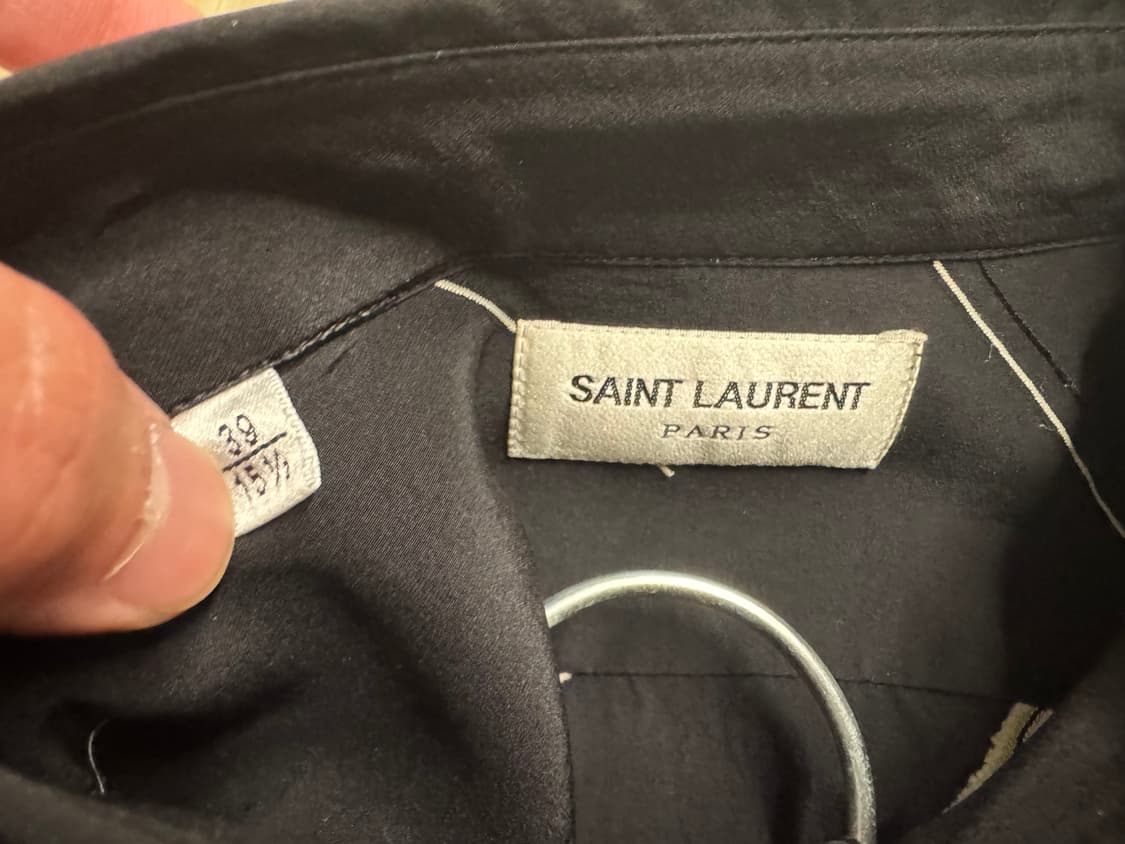 39
15½
SAINT LAURENT
PARIS